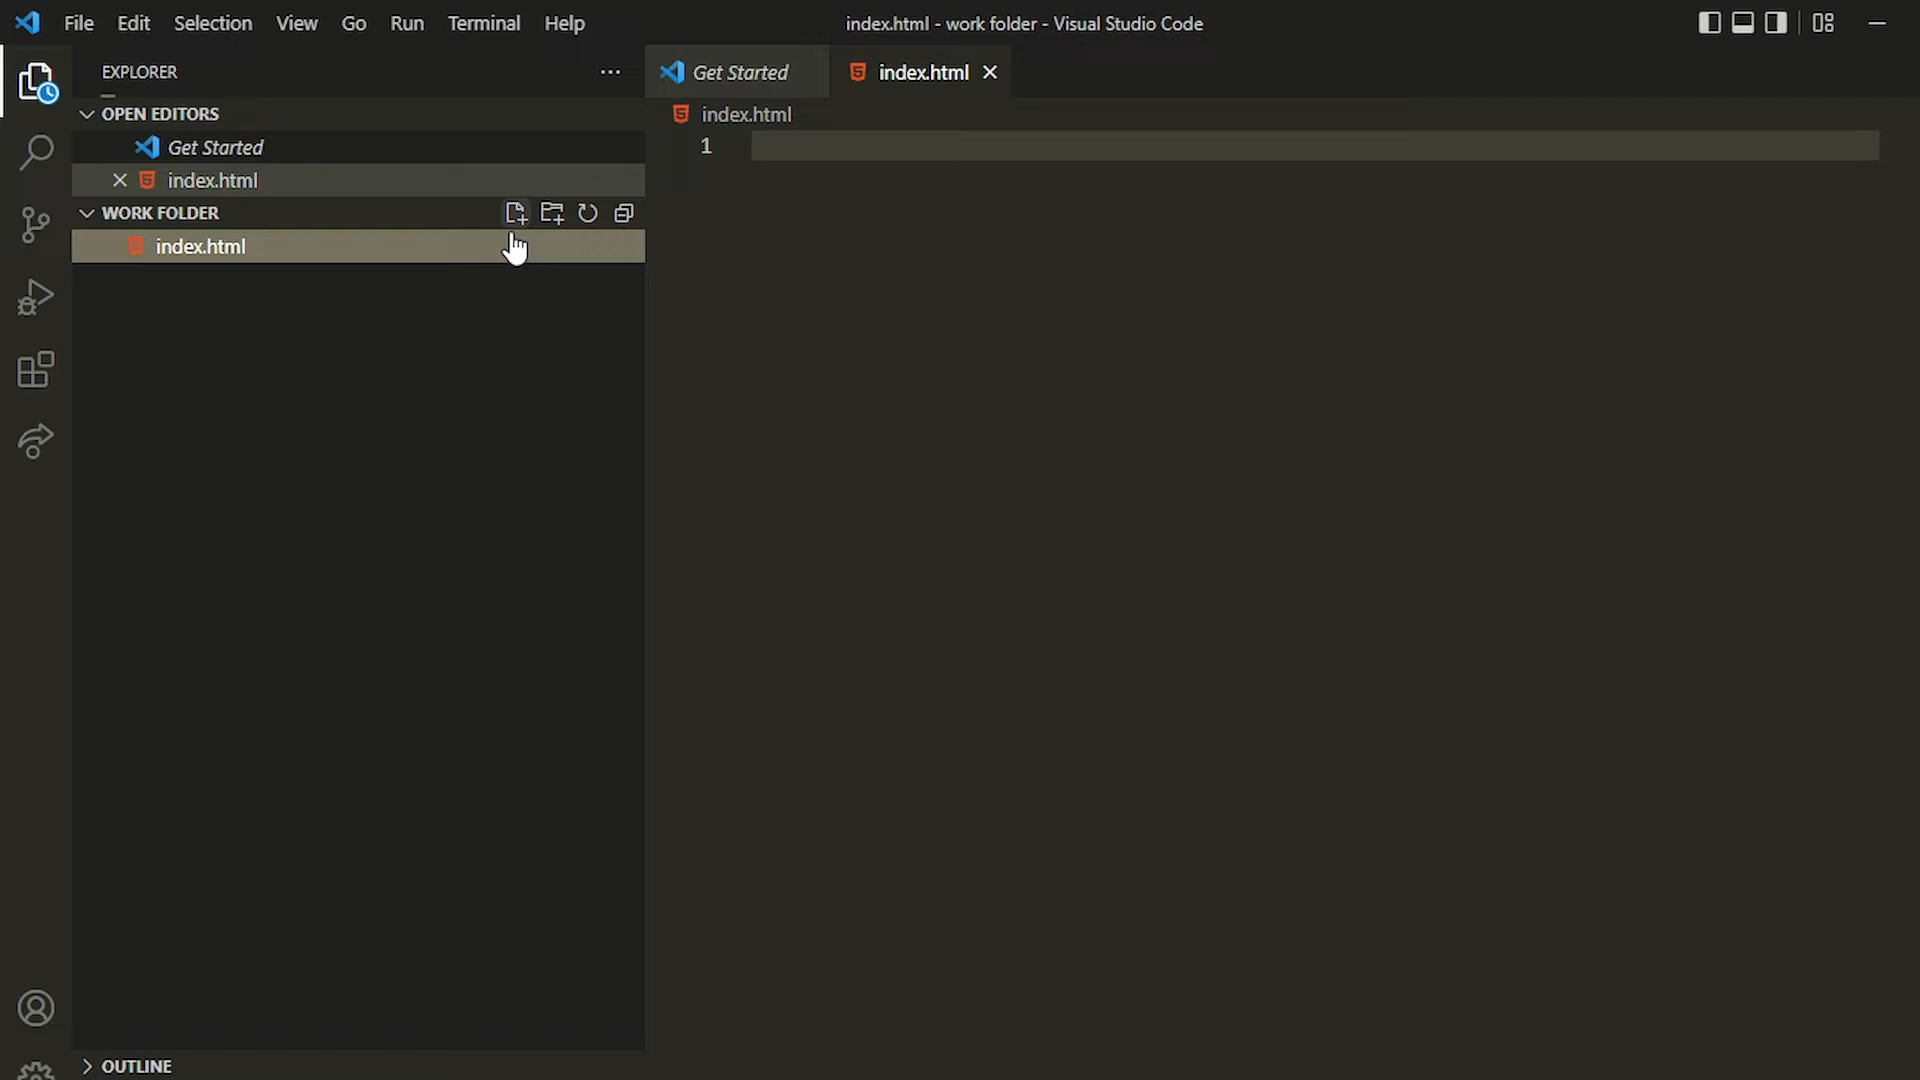 File Edit Selection View Go Run Terminal Help
index.html - work folder - Visual Studio Code
EXPLORER
OPEN EDITORS
Get Started
index.html
WORK FOLDER
index.html
OUTLINE
Get Started
index.html
index.html
1